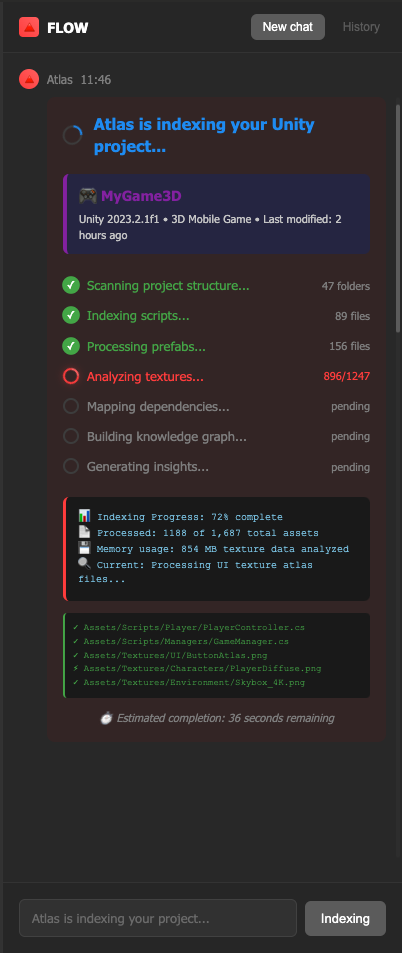 FLOW
New chat
History
Atlas 11:46
Atlas is indexing your Unity
project...
MyGame3D
Unity 2023.2.1f1 • 3D Mobile Game • Last modified: 2
hours ago
Scanning project structure... 47 folders
Indexing scripts... 89 files
Processing prefabs... 156 files
Analyzing textures... 896/1247
Mapping dependencies... pending
Building knowledge graph... pending
Generating insights... pending
Indexing Progress: 72% complete
Processed: 1188 of 1,687 total assets
Memory usage: 854 MB texture data analyzed
Current: Processing UI texture atlas
files...
✓ Assets/Scripts/Player/PlayerController.cs
✓ Assets/Scripts/Managers/GameManager.cs
✓ Assets/Textures/UI/ButtonAtlas.png
⚡ Assets/Textures/Characters/PlayerDiffuse.png
✓ Assets/Textures/Environment/Skybox_4K.png
Estimated completion: 36 seconds remaining
Atlas is indexing your project...
Indexing